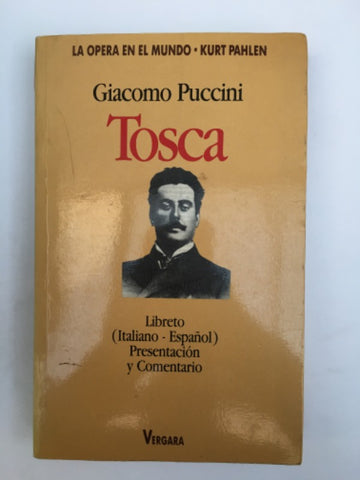 LA OPERA EN EL MUNDO • KURT PAHLEN
Giacomo Puccini
Tosca
Libreto
(Italiano - Español)
Presentación
y Comentario
VERGARA